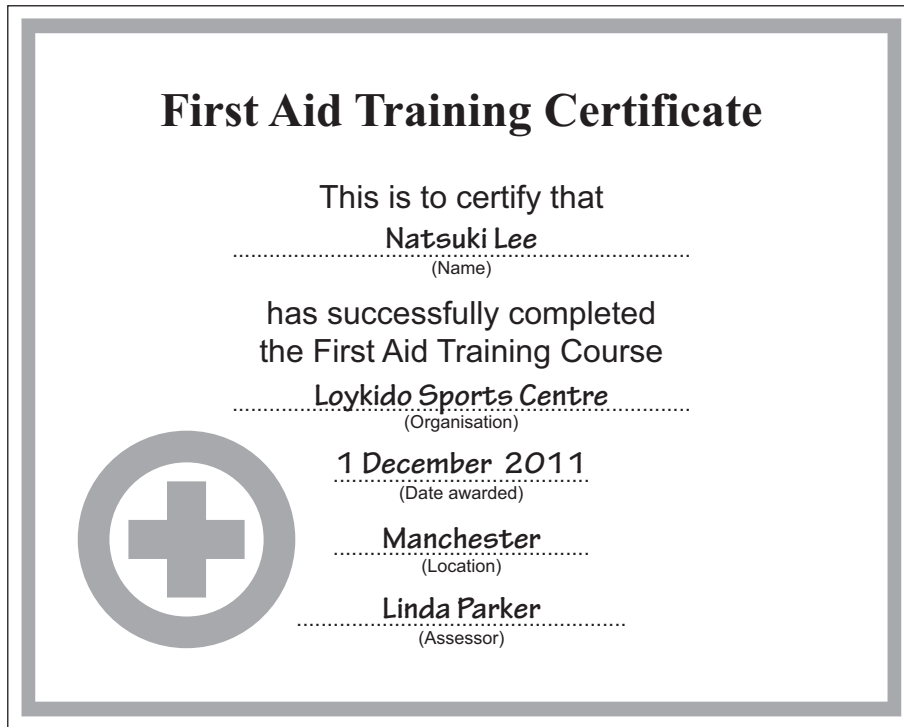 First Aid Training Certificate
This is to certify that
Natsuki Lee
(Name)
has successfully completed
the First Aid Training Course
Loykido Sports Centre
(Organisation)
1 December 2011
(Date awarded)
Manchester
(Location)
Linda Parker
(Assessor)